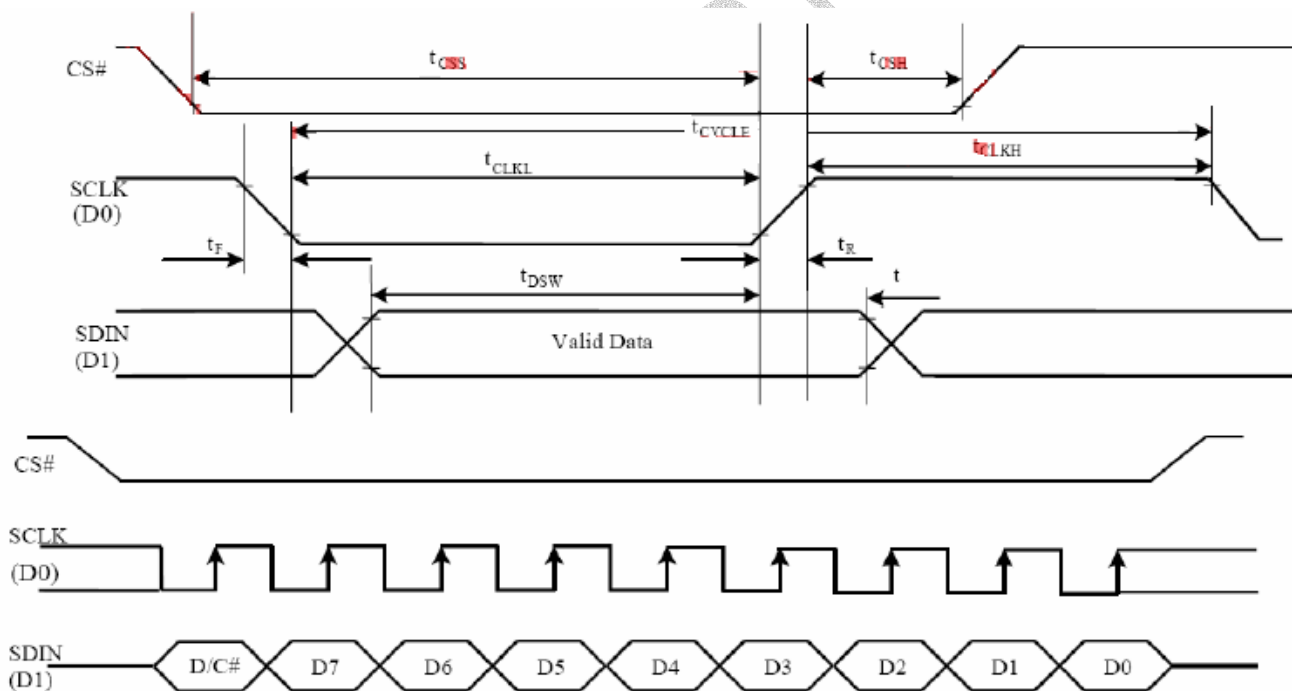 CS#
tCSS
tCSH
tCYCLE
tCLKL
tCLKH
SCLK
(D0)
tF
tR
tDSW
t
SDIN
(D1)
Valid Data
CS#
SCLK
(D0)
SDIN
(D1)
D/C# D7 D6 D5 D4 D3 D2 D1 D0